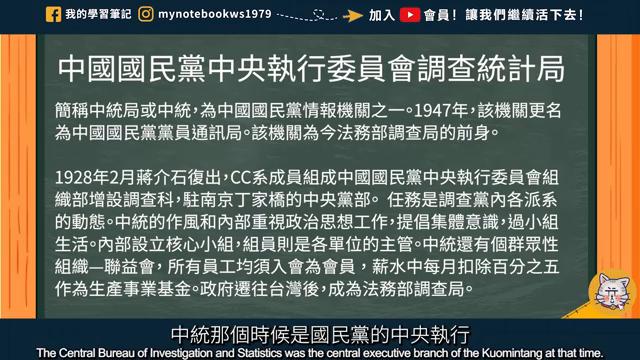 我的學習筆記 mynotebookws1979 加入 會員！讓我們繼續活下去！
中國國民黨中央執行委員會調查統計局
簡稱中統局或中統，為中國國民黨情報機關之一。1947年，該機關更名
為中國國民黨黨員通訊局。該機關為今法務部調查局的前身。
1928年2月蔣介石復出，CC系成員組成中國國民黨中央執行委員會組
織部增設調查科，駐南京丁家橋的中央黨部。 任務是調查黨內各派系
的動態。中統的作風和內部重視政治思想工作，提倡集體意識，過小組
生活。內部設立核心小組，組員則是各單位的主管。中統還有個群眾性
組織—聯益會，所有員工均須入會為會員，薪水中每月扣除百分之五
作為生產事業基金。政府遷往台灣後，成為法務部調查局。
中統那個時候是國民黨的中央執行
The Central Bureau of Investigation and Statistics was the central executive branch of the Kuomintang at that time.